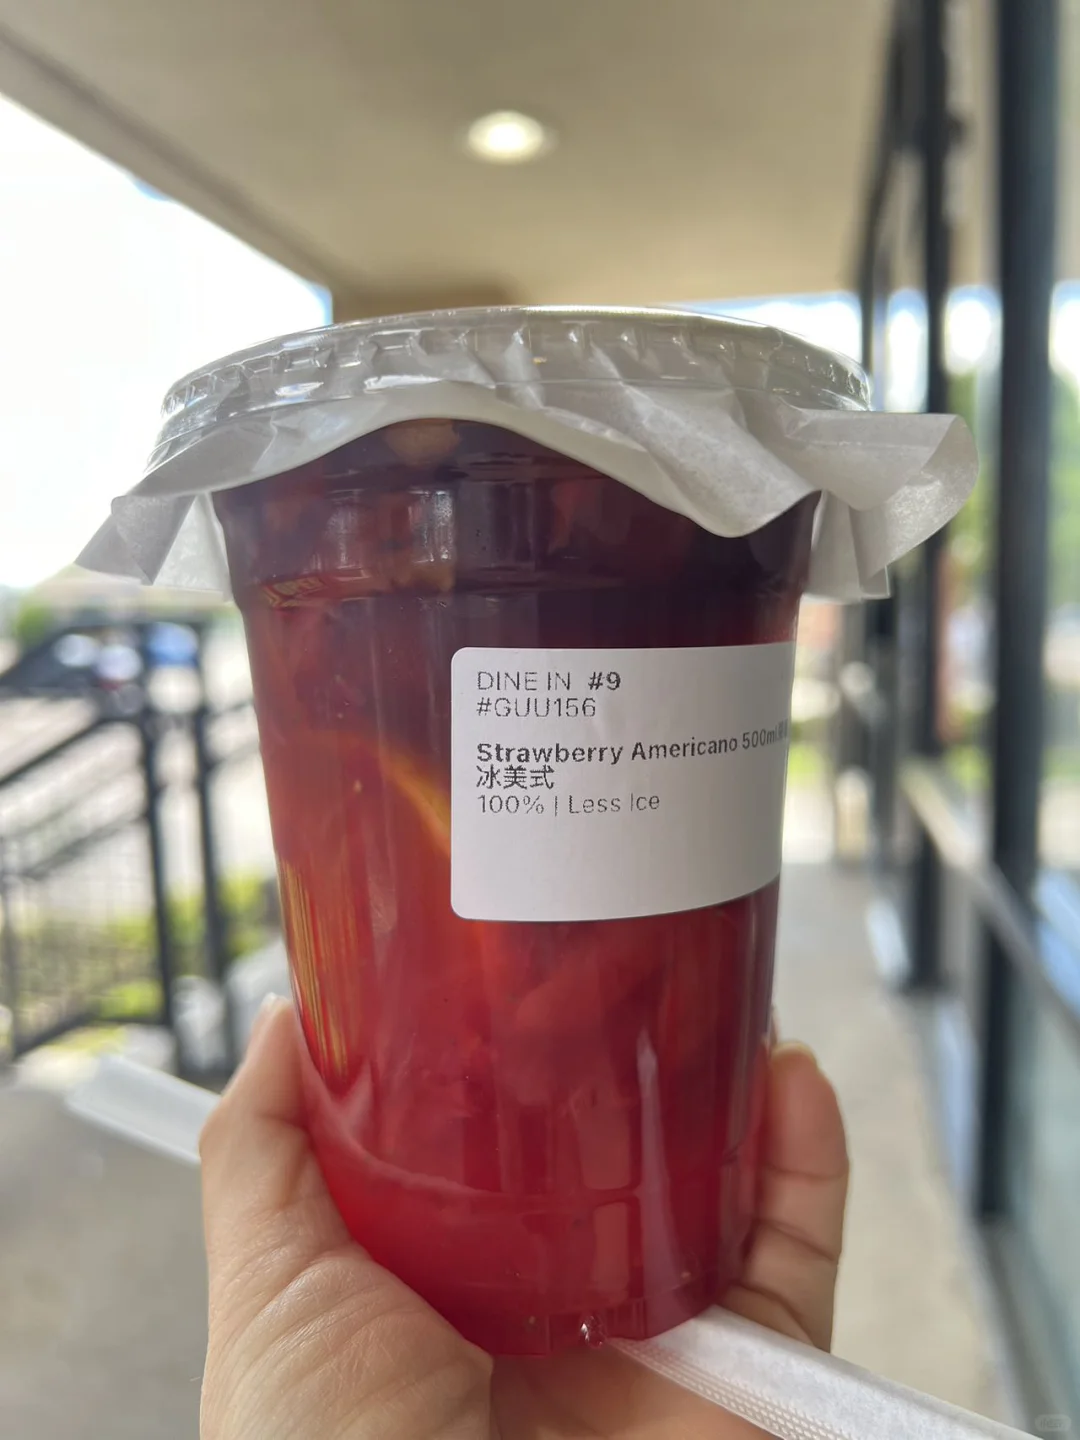 DINE IN #9
#GUU156
Strawberry Americano 500ml
冰美式
100% | Less Ice